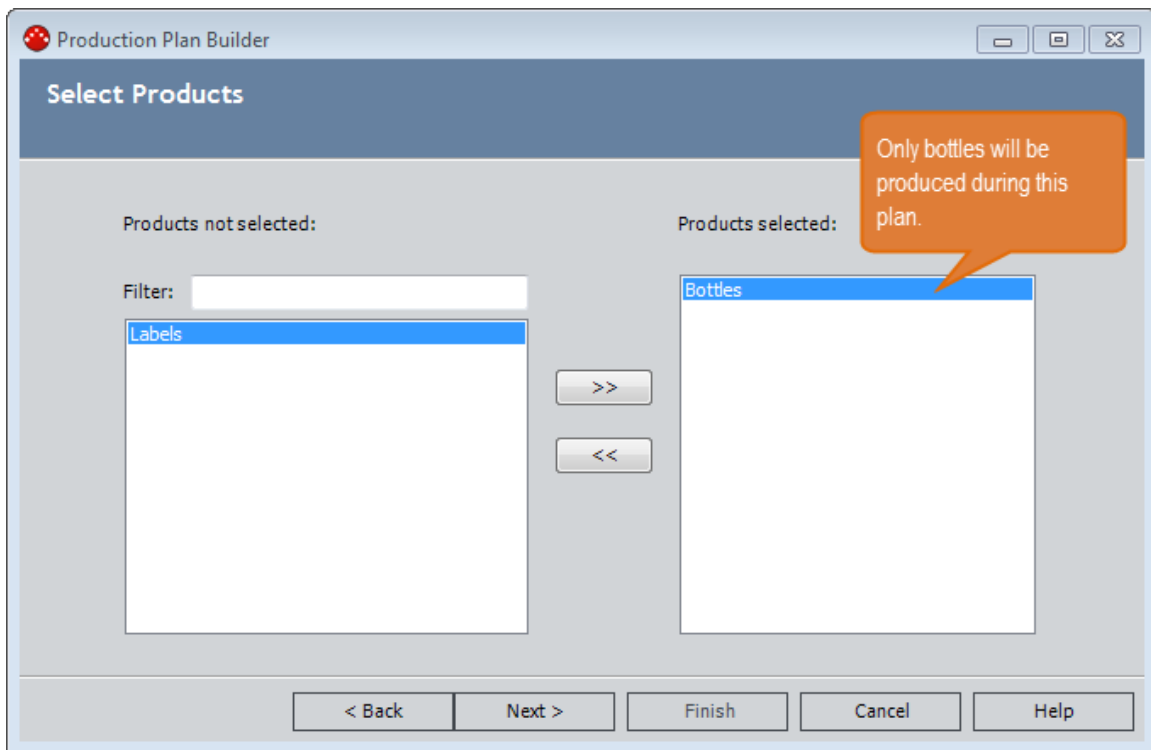 Production Plan Builder
Select Products
Only bottles will be
produced during this
plan.
Products not selected:
Products selected:
Filter:
Bottles
Labels
>>
<<
< Back
Next >
Finish
Cancel
Help